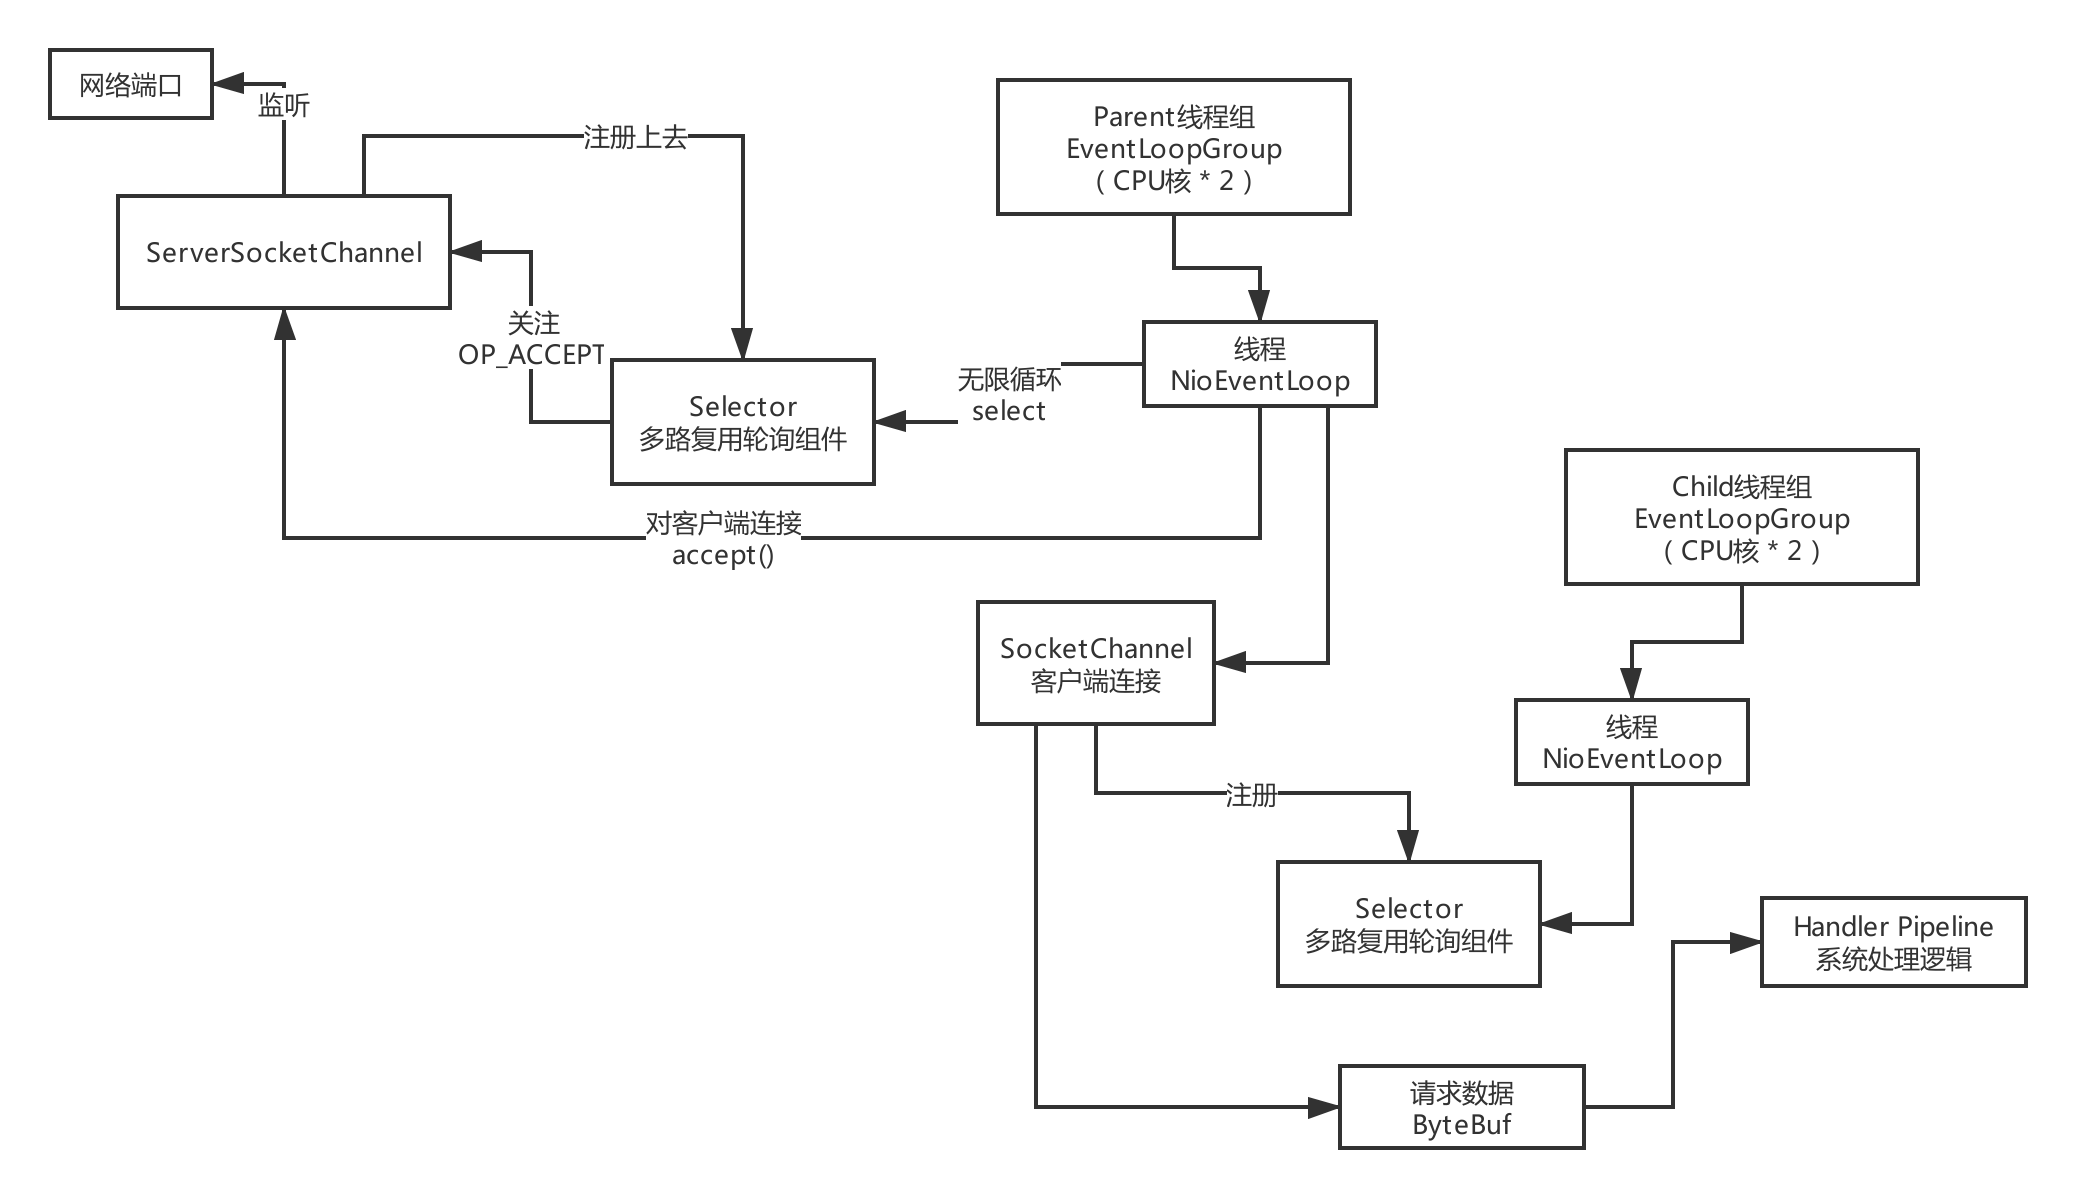 网络端口
监听
注册上去
Parent线程组
EventLoopGroup
（CPU核 * 2）
ServerSocketChannel
关注
OP_ACCEPT
线程
NioEventLoop
无限循环
select
Selector
多路复用轮询组件
对客户端连接
accept()
Child线程组
EventLoopGroup
（CPU核 * 2）
SocketChannel
客户端连接
线程
NioEventLoop
注册
Selector
多路复用轮询组件
Handler Pipeline
系统处理逻辑
请求数据
ByteBuf